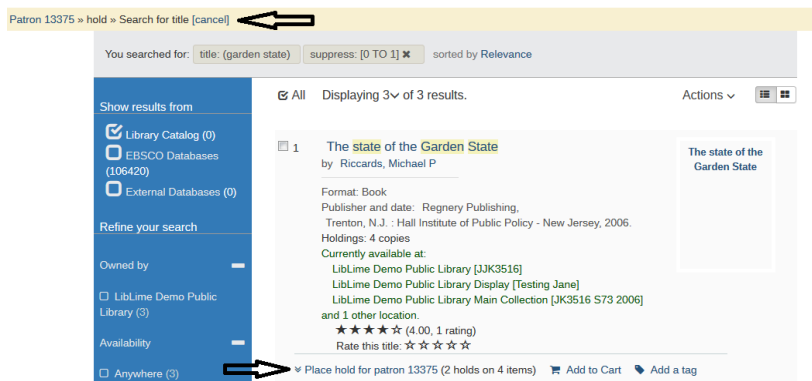 Patron 13375 » hold » Search for title [cancel]
You searched for: title: (garden state) suppress: [0 TO 1] ✖ sorted by Relevance
Show results from
Library Catalog (0)
EBSCO Databases
(106420)
External Databases (0)
Refine your search
Owned by
LibLime Demo Public
Library (3)
Availability
Anywhere (3)
All Displaying 3 of 3 results. Actions
1 The state of the Garden State
by Riccards, Michael P
Format: Book
Publisher and date: Regnery Publishing,
Trenton, N.J. : Hall Institute of Public Policy - New Jersey, 2006.
Holdings: 4 copies
Currently available at:
LibLime Demo Public Library [JJK3516]
LibLime Demo Public Library Display [Testing Jane]
LibLime Demo Public Library Main Collection [JK3516 S73 2006]
and 1 other location.
★★★★☆ (4.00, 1 rating)
Rate this title: ☆☆☆☆☆
Place hold for patron 13375 (2 holds on 4 items) Add to Cart Add a tag
The state of the
Garden State